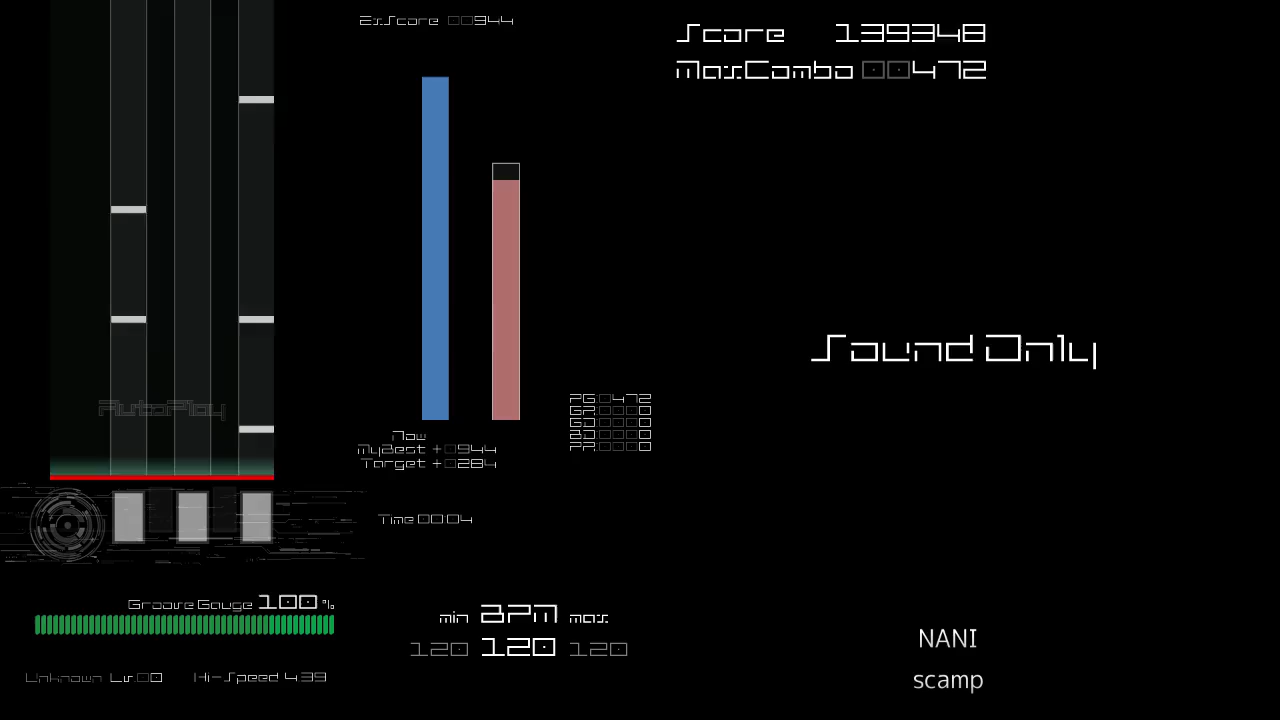 ExScore 00944
Score 139348
MaxCombo 00472
Sound Only
AutoPlay
PG:0472
GR:0000
GD:0000
BD:0000
PR:0000
Now
MyBest +0944
Target +0284
Time 00:04
Groove Gauge 100%
min BPM max
120 120 120
Unknown Lv.00 Hi-Speed 4.39
NANI
scamp